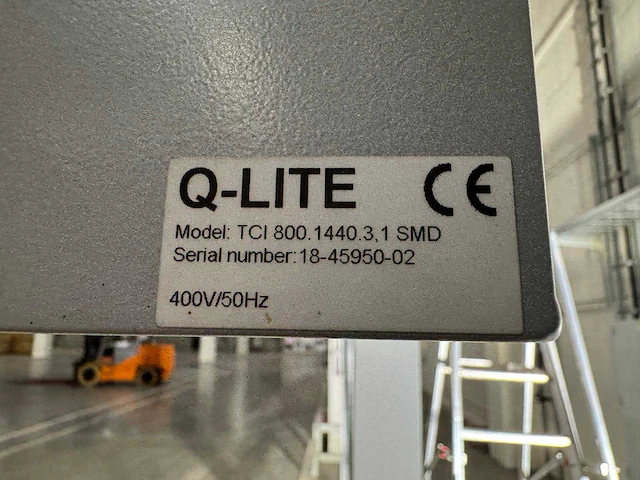 Q-LITE CE
Model: TCI 800.1440.3,1 SMD
Serial number:18-45950-02
400V/50Hz